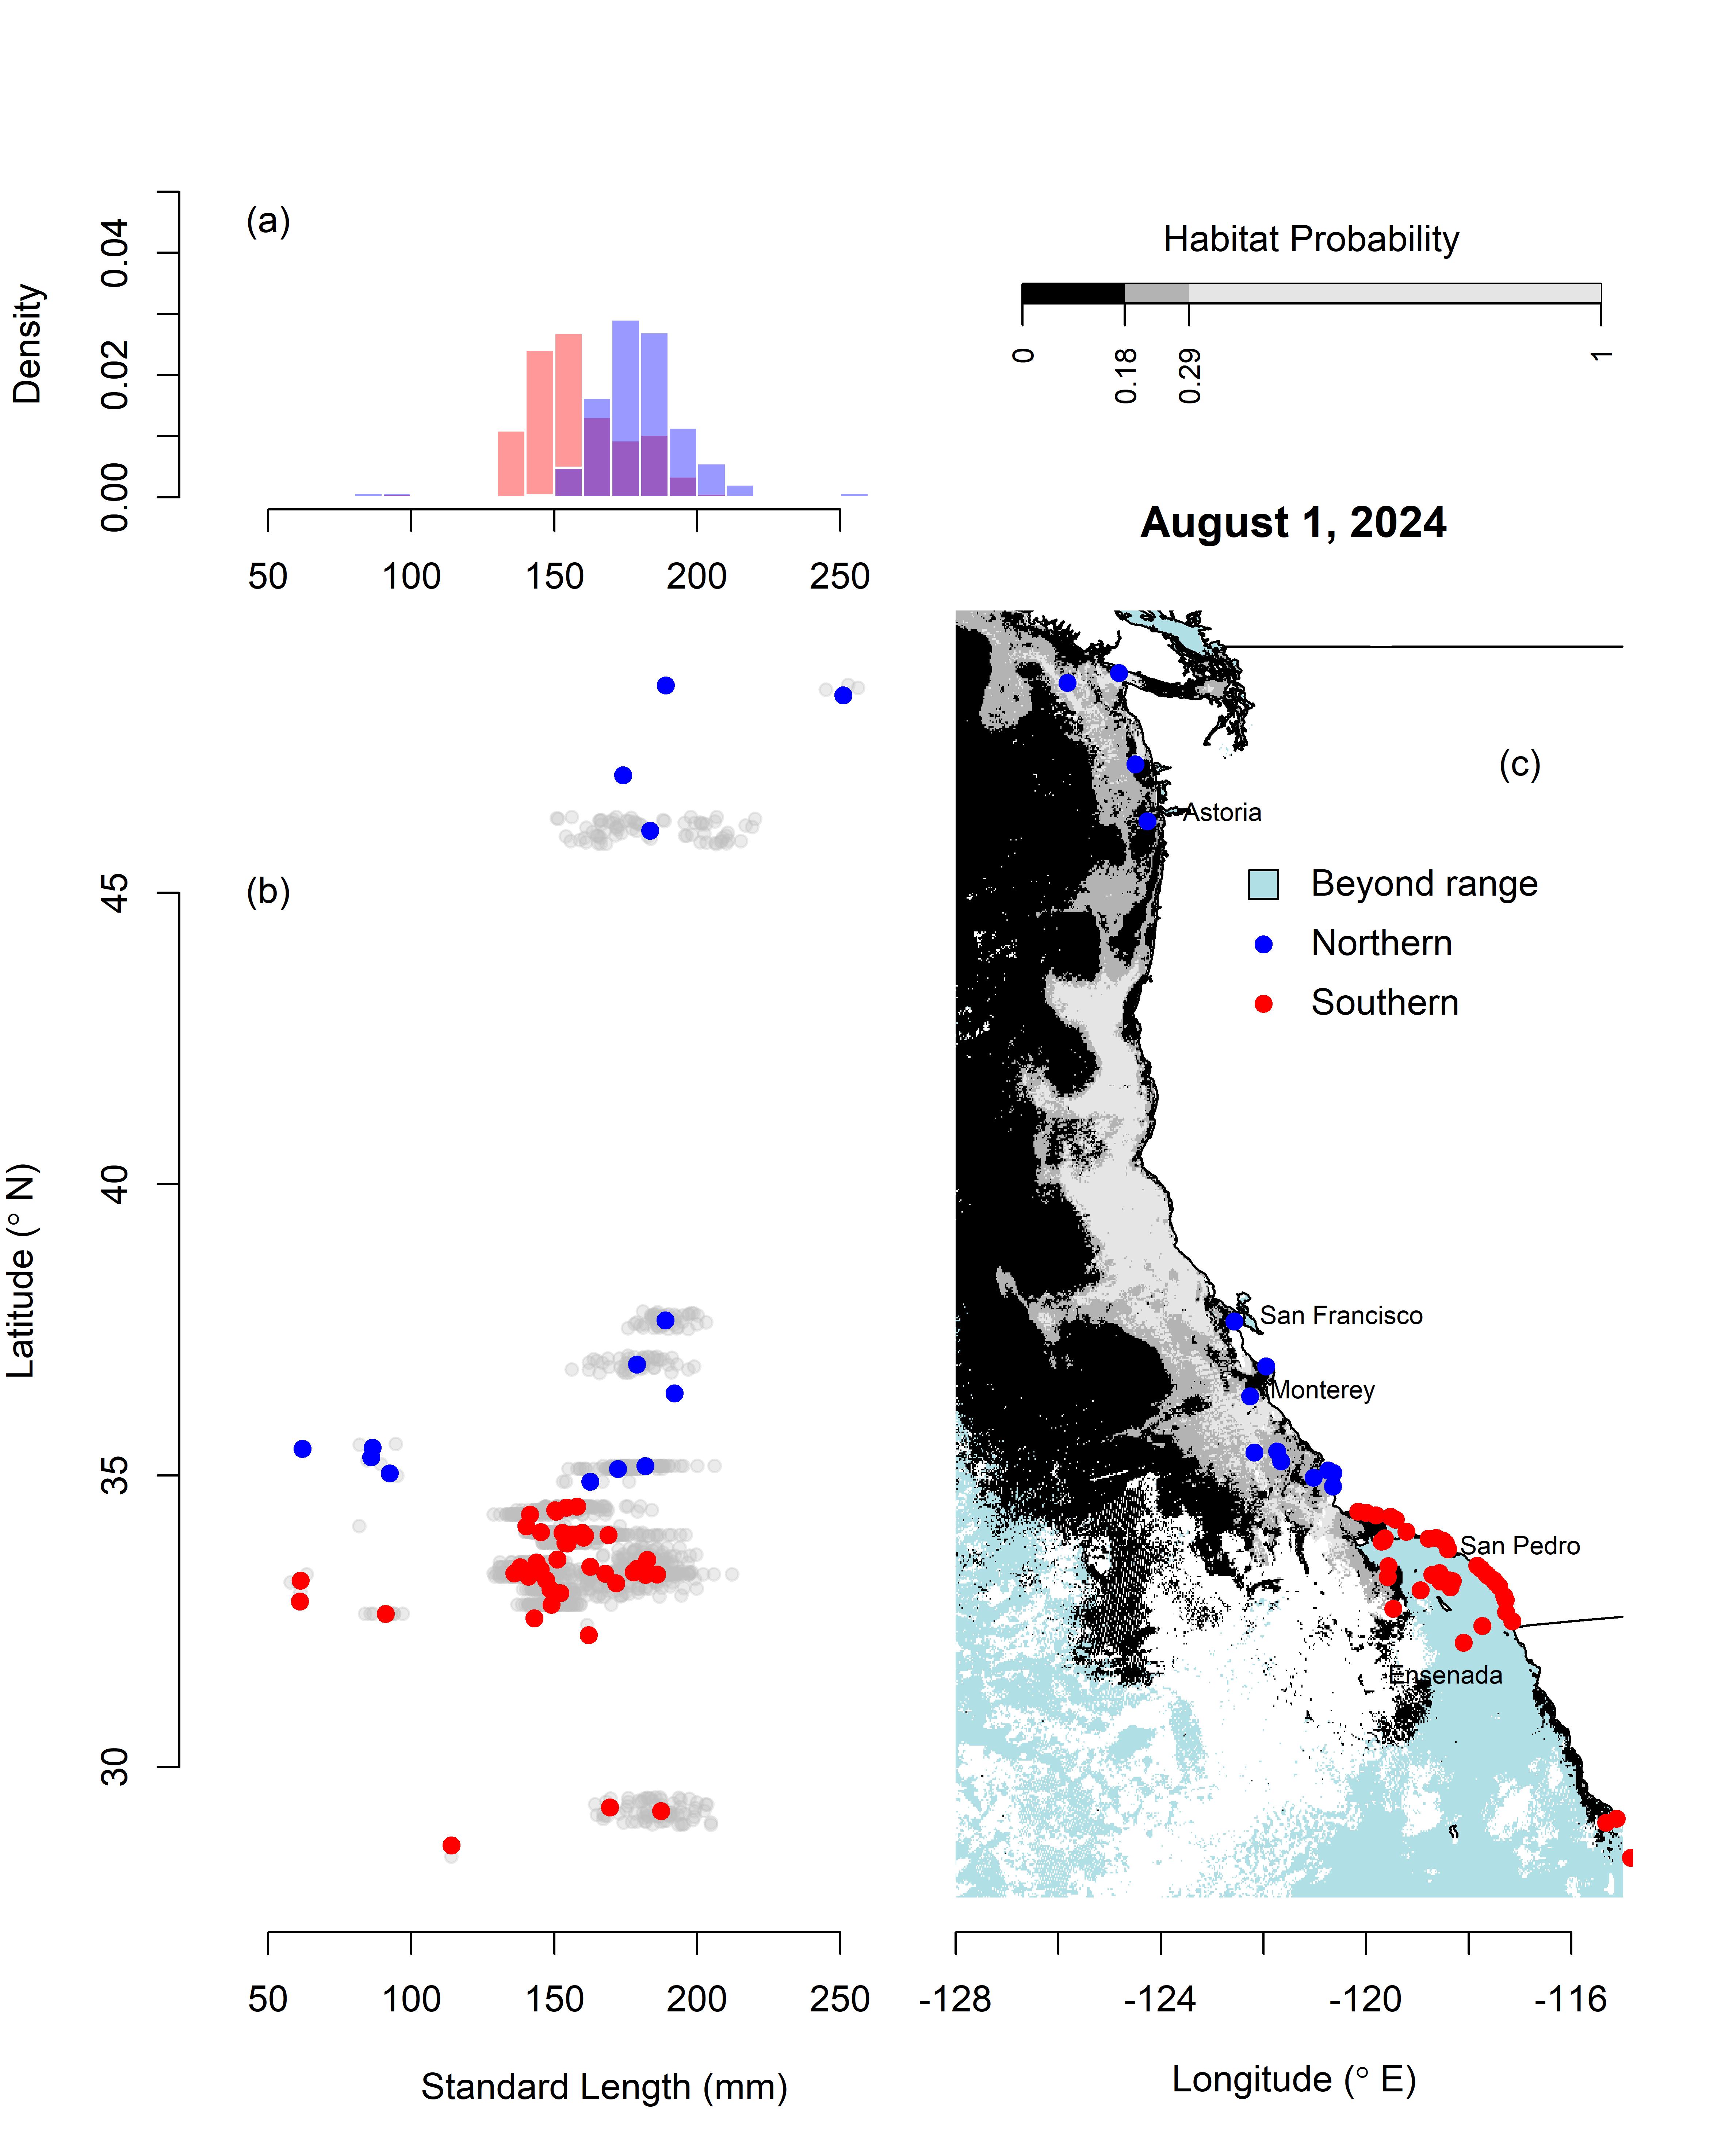 (a)
Density
0.04
0.02
0.00
50 100 150 200 250
Habitat Probability
0 0.18 0.29 1
August 1, 2024
(b)
Latitude (° N)
45
40
35
30
50 100 150 200 250
Standard Length (mm)
(c)
Astoria
Beyond range
Northern
Southern
San Francisco
Monterey
San Pedro
Ensenada
-128 -124 -120 -116
Longitude (° E)